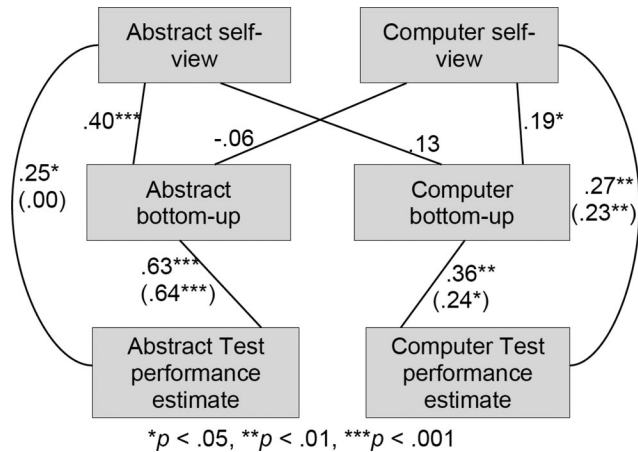 Abstract self-
view
Computer self-
view
.40***
-.06
.13
.19*
.25*
(.00)
Abstract
bottom-up
Computer
bottom-up
.27**
(.23**)
.63***
(.64***)
.36**
(.24*)
Abstract Test
performance
estimate
Computer Test
performance
estimate
*p < .05, **p < .01, ***p < .001